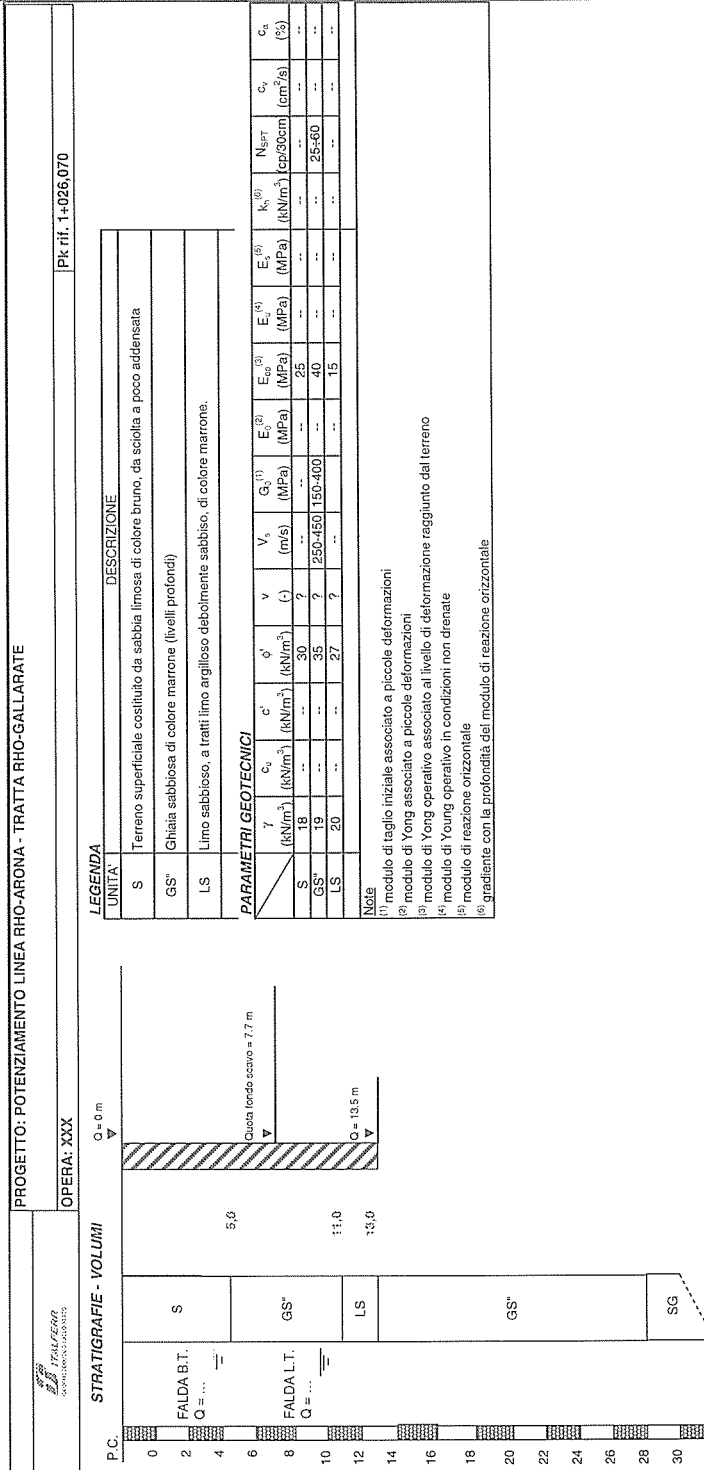 PROGETTO: POTENZIAMENTO LINEA RHO-ARONA - TRATTA RHO-GALLARATE
ITALFERR
OPERA: XXX
Pk rif. 1+026,070
STRATIGRAFIE - VOLUMI
P.C.
0
2
4
6
8
10
12
14
16
18
20
22
24
26
28
30
FALDA B.T.
Q = ...
FALDA L.T.
Q = ...
S
GS"
LS
GS"
SG
5,0
11,0
13,0
Q = 0 m
Quota fondo scavo = 7.7 m
Q = 13.5 m
LEGENDA
UNITA' DESCRIZIONE
S Terreno superficiale costituito da sabbia limosa di colore bruno, da sciolta a poco addensata
GS" Ghiaia sabbiosa di colore marrone (livelli profondi)
LS Limo sabbioso, a tratti limo argilloso debolmente sabbiso, di colore marrone.
PARAMETRI GEOTECNICI
γ cu c' ϕ' ν Vs G0(1) E0(2) Eop(3) Eu(4) Es(5) kh(6) NSPT cv cα
(kN/m³) (kN/m³) (kN/m³) (kN/m³) (-) (m/s) (MPa) (MPa) (MPa) (MPa) (MPa) (kN/m³) (cp/30cm) (cm²/s) (%)
S 18 -- -- 30 ? -- -- -- 25 -- -- -- -- -- --
GS" 19 -- -- 35 ? 250-450 150-400 -- 40 -- -- -- 25÷60 -- --
LS 20 -- -- 27 ? -- -- 15 -- -- -- -- -- --
Note
(1) modulo di taglio iniziale associato a piccole deformazioni
(2) modulo di Yong associato a piccole deformazioni
(3) modulo di Yong operativo associato al livello di deformazione raggiunto dal terreno
(4) modulo di Young operativo in condizioni non drenate
(5) modulo di reazione orizzontale
(6) gradiente con la profondità del modulo di reazione orizzontale